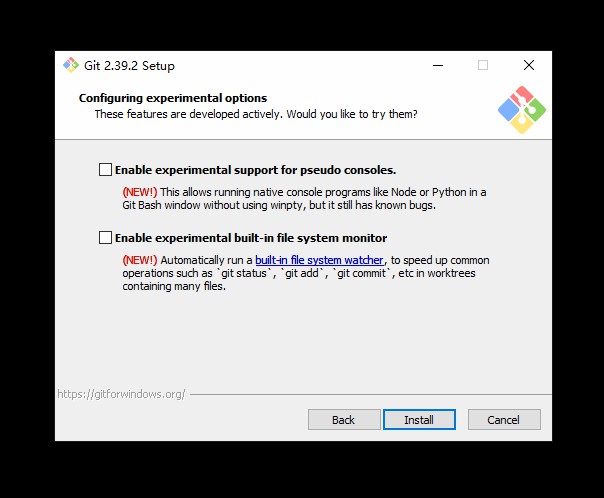 Git 2.39.2 Setup
Configuring experimental options
These features are developed actively. Would you like to try them?
Enable experimental support for pseudo consoles.
(NEW!) This allows running native console programs like Node or Python in a
Git Bash window without using winpty, but it still has known bugs.
Enable experimental built-in file system monitor
(NEW!) Automatically run a built-in file system watcher, to speed up common
operations such as `git status`, `git add`, `git commit`, etc in worktrees
containing many files.
https://gitforwindows.org/
Back Install Cancel